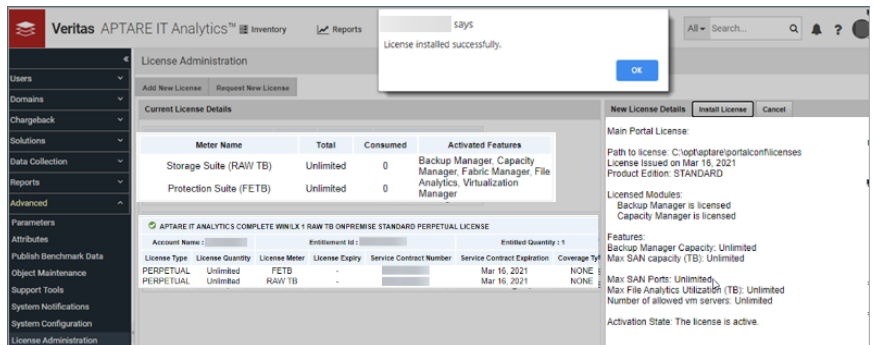 Veritas APTARE IT Analytics™
Inventory
Reports
says
License installed successfully.
OK
All
Search...
?
Users
Domains
Chargeback
Solutions
Data Collection
Reports
Advanced
Parameters
Attributes
Publish Benchmark Data
Object Maintenance
Support Tools
System Notifications
System Configuration
License Administration
License Administration
Add New License Request New License
Current License Details
Meter Name Total Consumed Activated Features
Storage Suite (RAW TB) Unlimited 0 Backup Manager, Capacity
Manager, Fabric Manager, File
Protection Suite (FETB) Unlimited 0 Analytics, Virtualization
Manager
APTARE IT ANALYTICS COMPLETE WIN/LX 1 RAW TB ONPREMISE STANDARD PERPETUAL LICENSE
Account Name : Entitlement Id : Entitled Quantity : 1
License Type License Quantity License Meter License Expiry Service Contract Number Service Contract Expiration Coverage Ty
PERPETUAL Unlimited FETB - Mar 16, 2021 NONE
PERPETUAL Unlimited RAW TB - Mar 16, 2021 NONE
New License Details Install License Cancel
Main Portal License:
Path to license: C:\opt\aptare\portalconf\licenses
License Issued on Mar 16, 2021
Product Edition: STANDARD
Licensed Modules:
Backup Manager is licensed
Capacity Manager is licensed
Features:
Backup Manager Capacity: Unlimited
Max SAN capacity (TB): Unlimited
Max SAN Ports: Unlimited
Max File Analytics Utilization (TB): Unlimited
Number of allowed vm servers: Unlimited
Activation State: The license is active.